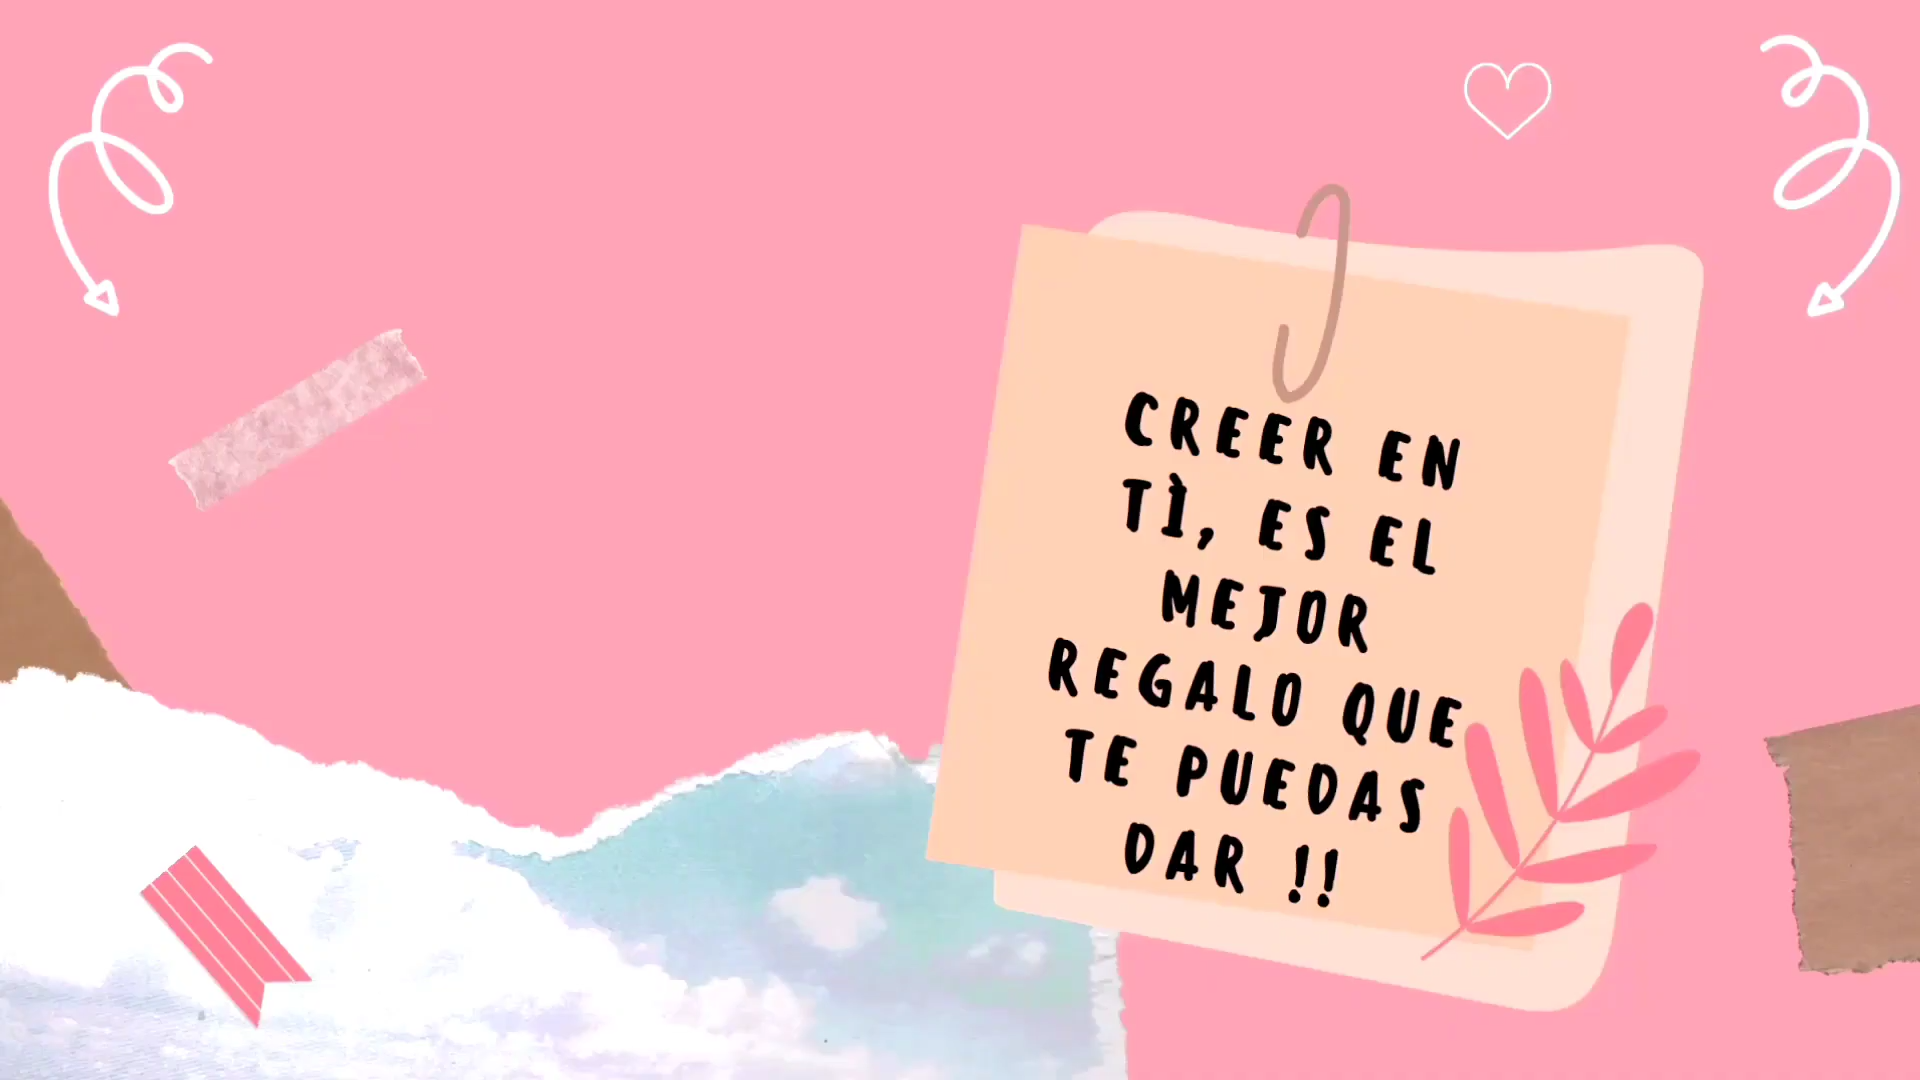 CREER EN
TÌ, ES EL
MEJOR
REGALO QUE
TE PUEDAS
DAR !!